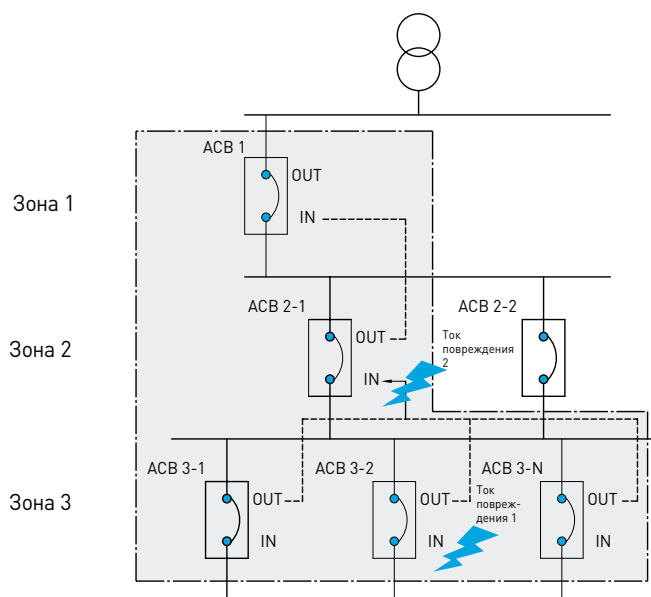 ACB 1
OUT
Зона 1
IN
ACB 2-1
ACB 2-2
OUT
Ток
повреждения
2
Зона 2
IN
ACB 3-1
ACB 3-2
ACB 3-N
OUT
OUT
Ток
повреж-
дения 1
OUT
Зона 3
IN
IN
IN